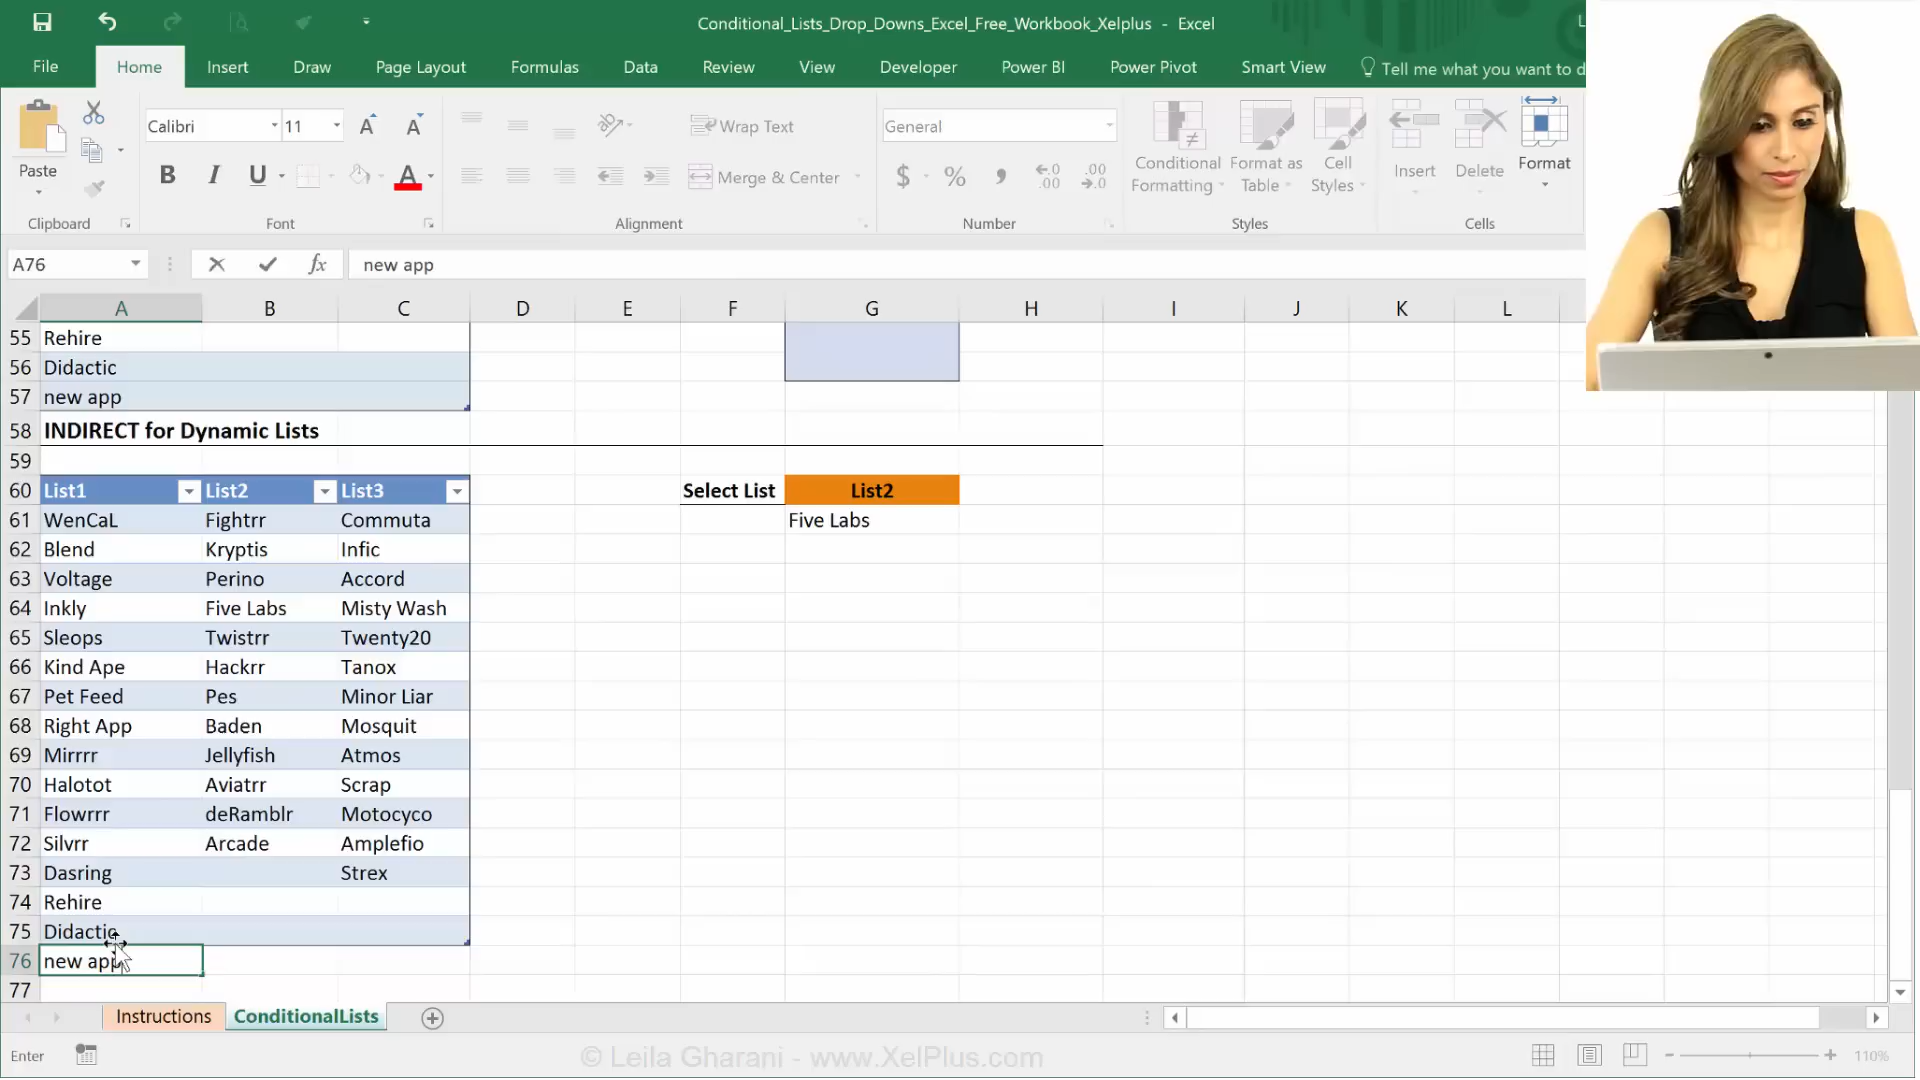 Conditional_Lists_Drop_Downs_Excel_Free_Workbook_Xelplus - Excel
File Home Insert Draw Page Layout Formulas Data Review View Developer Power BI Power Pivot Smart View Tell me what you want to d
Paste
Calibri 11
B I U A
Wrap Text
Merge & Center
General
$ % ,
Conditional Formatting
Format as Table
Cell Styles
Insert Delete Format
Clipboard Font Alignment Number Styles Cells
A76 fx new app
A B C D E F G H I J K L
55 Rehire
56 Didactic
57 new app
58 INDIRECT for Dynamic Lists
59
60 List1 List2 List3 Select List List2
61 WenCaL Fightrr Commuta Five Labs
62 Blend Kryptis Infic
63 Voltage Perino Accord
64 Inkly Five Labs Misty Wash
65 Sleops Twistrr Twenty20
66 Kind Ape Hackrr Tanox
67 Pet Feed Pes Minor Liar
68 Right App Baden Mosquit
69 Mirrrr Jellyfish Atmos
70 Halotot Aviatrr Scrap
71 Flowrrr deRamblr Motocyco
72 Silvrr Arcade Amplefio
73 Dasring Strex
74 Rehire
75 Didactic
76 new app
77
Instructions ConditionalLists
Enter © Leila Gharani - www.XelPlus.com 110%